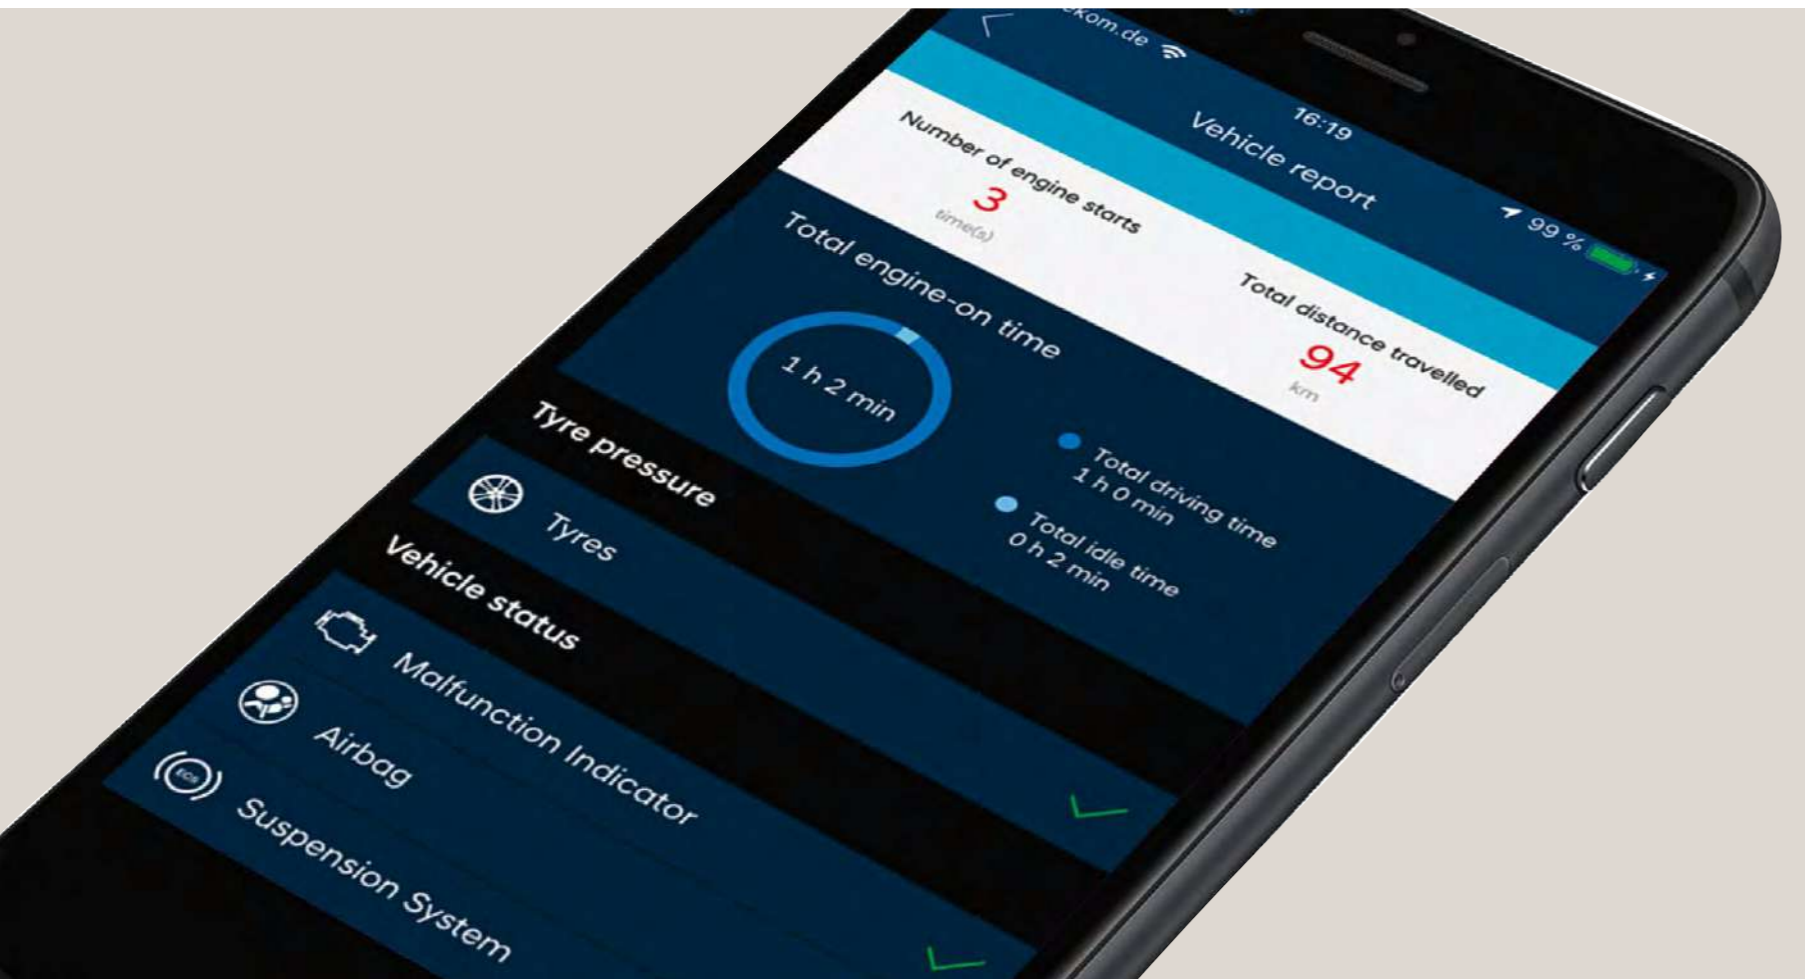 16:19
99 %
Vehicle report
Number of engine starts
3
time(s)
Total distance travelled
94
km
Total engine-on time
1 h 2 min
Total driving time
1 h 0 min
Total idle time
0 h 2 min
Tyre pressure
Tyres
Vehicle status
Malfunction Indicator
Airbag
Suspension System